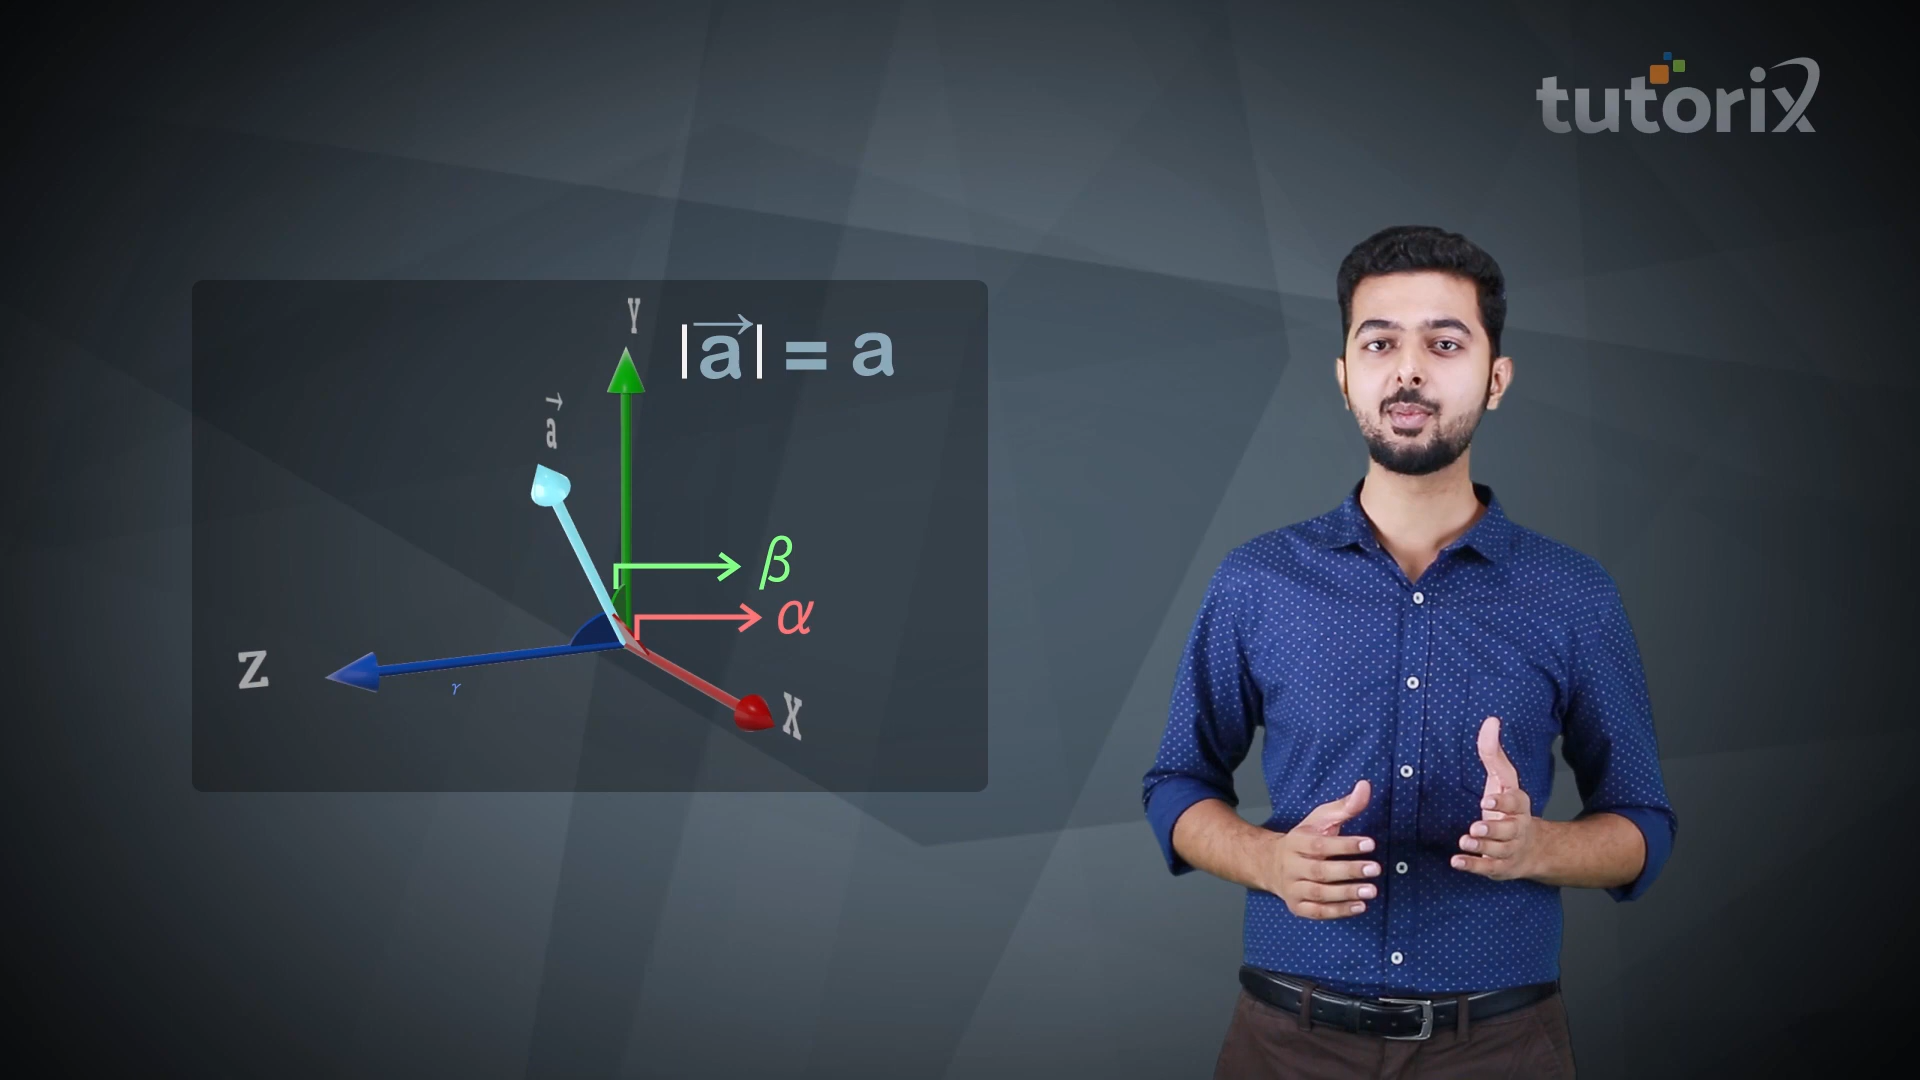 tutorix
Y
|a⃗| = a
a⃗
β
α
Z
γ
X